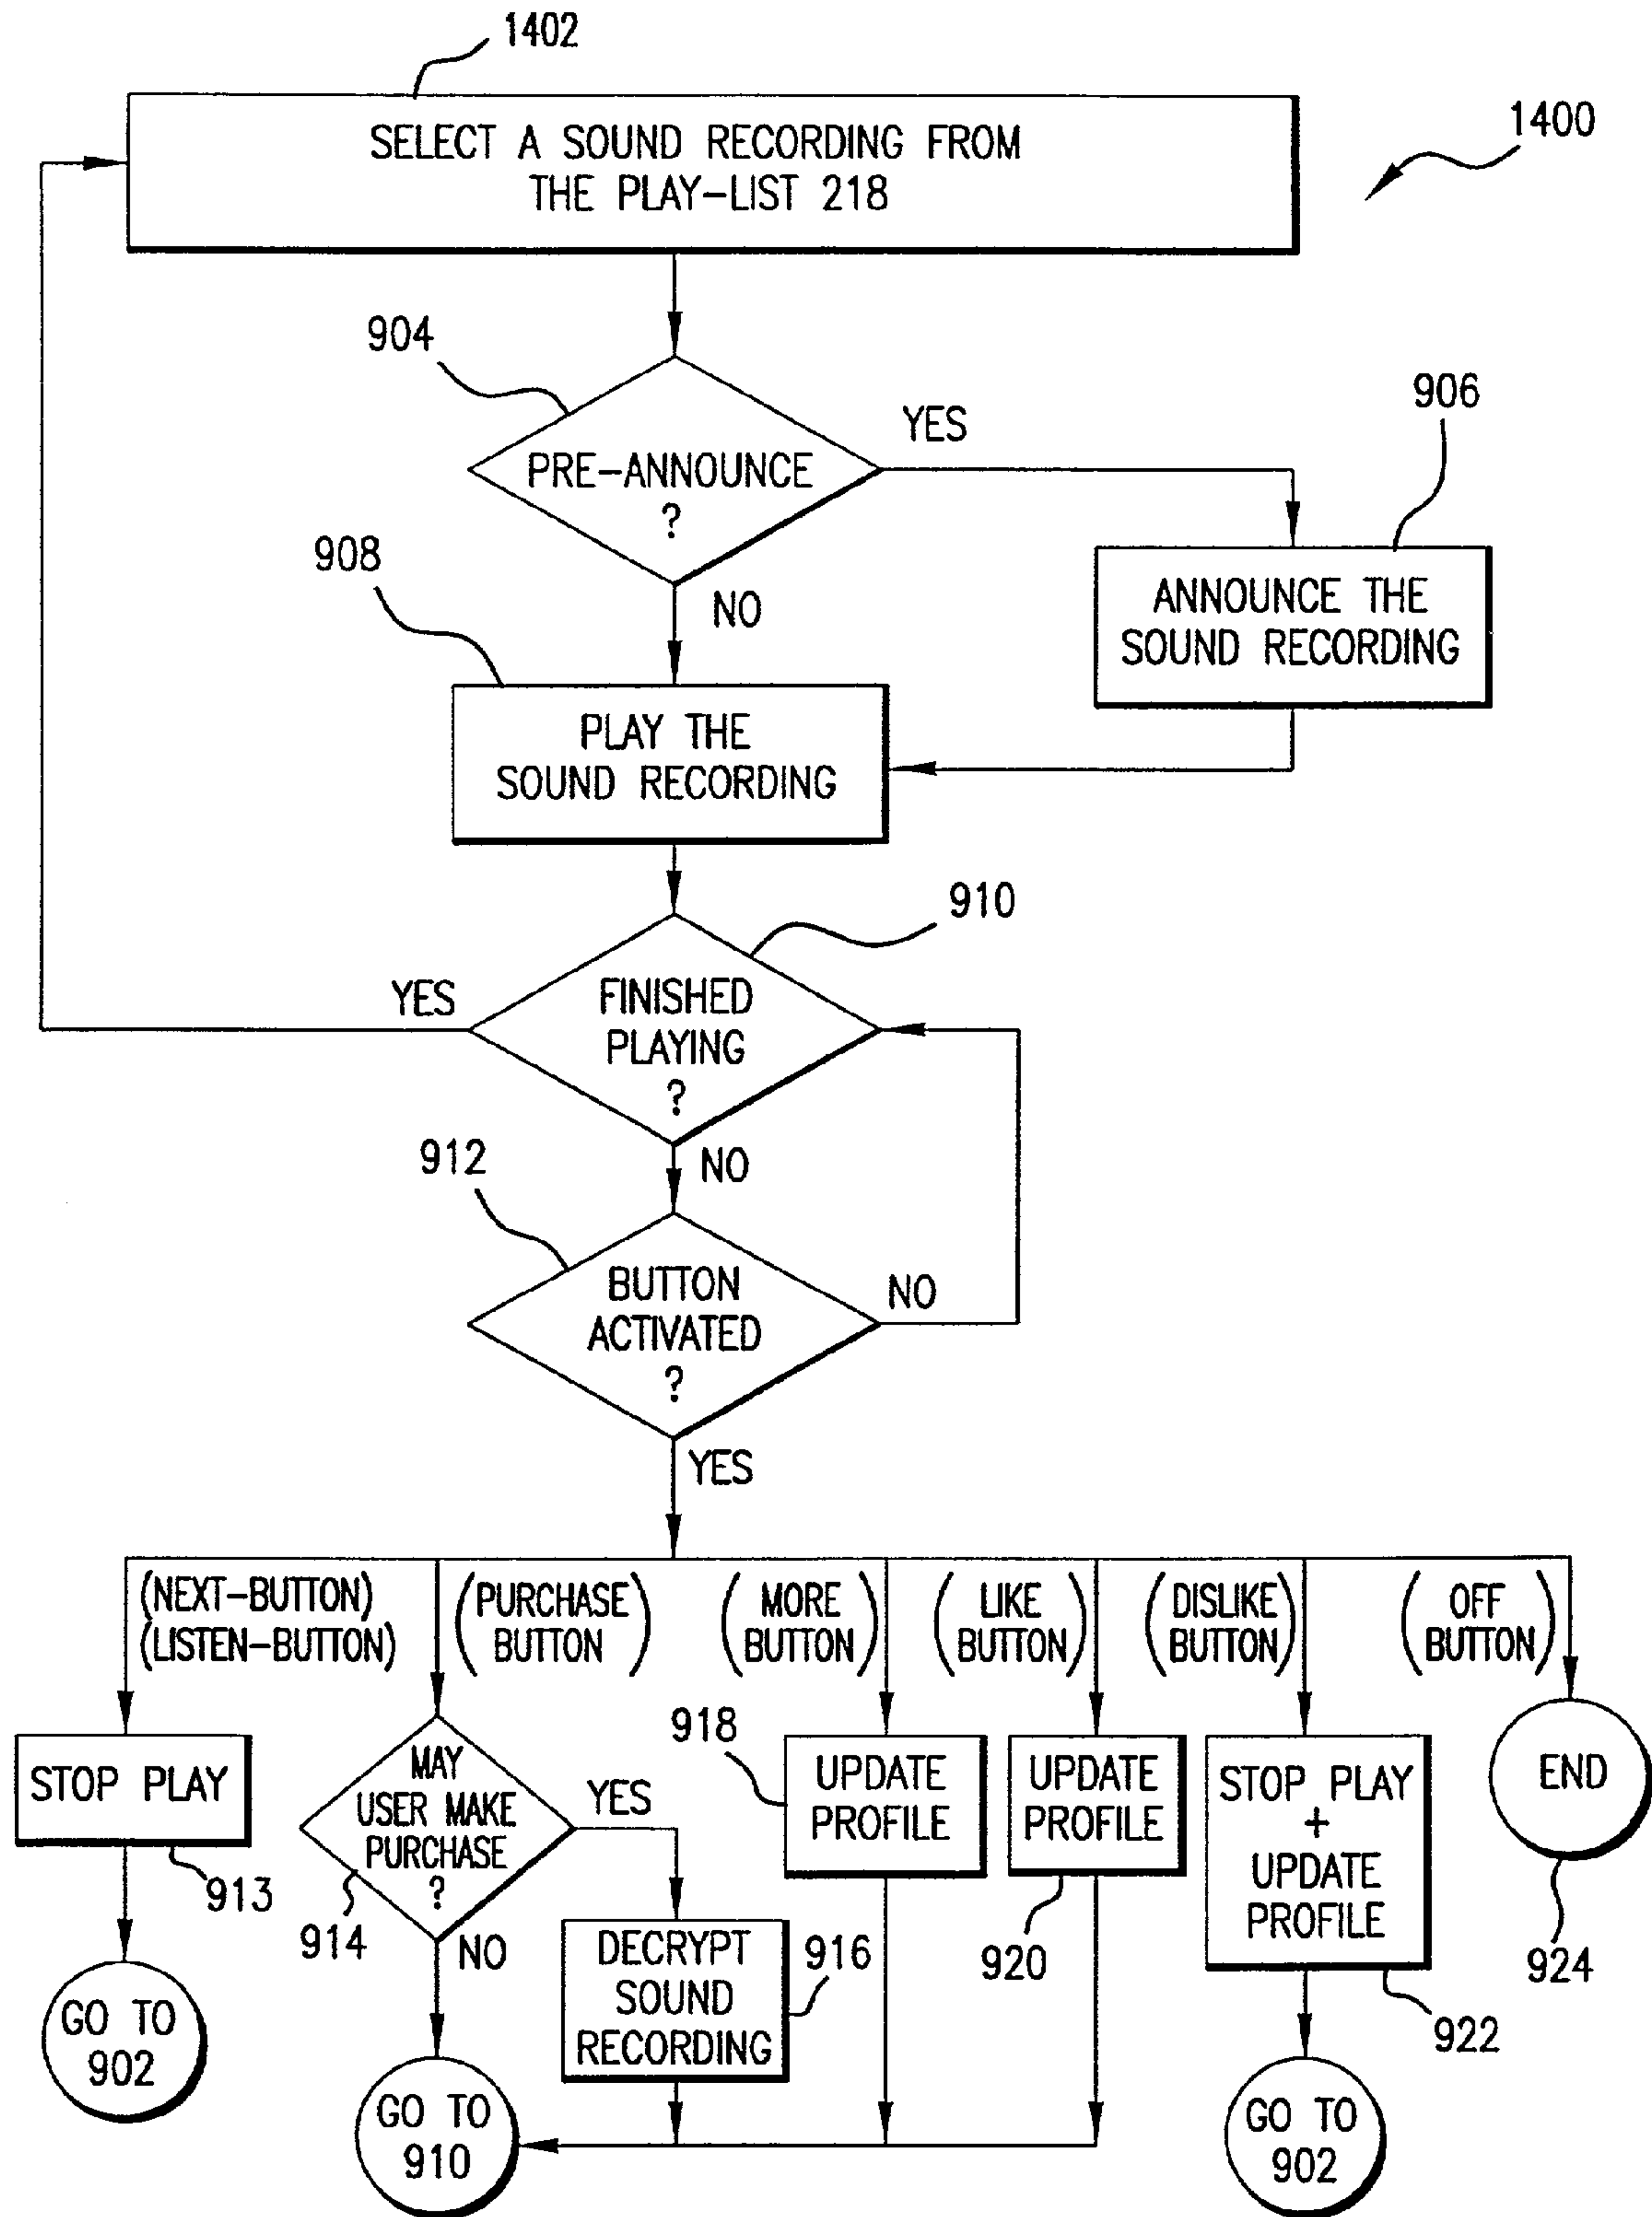 1402
1400
SELECT A SOUND RECORDING FROM
THE PLAY-LIST 218
904
PRE-ANNOUNCE
?
YES
906
NO
ANNOUNCE THE
SOUND RECORDING
908
PLAY THE
SOUND RECORDING
910
YES
FINISHED
PLAYING
?
NO
912
BUTTON
ACTIVATED
?
NO
YES
(NEXT-BUTTON)
(LISTEN-BUTTON)
(PURCHASE
BUTTON)
(MORE
BUTTON)
(LIKE
BUTTON)
(DISLIKE
BUTTON)
(OFF
BUTTON)
STOP PLAY
913
GO TO
902
MAY
USER MAKE
PURCHASE
?
914
YES
NO
DECRYPT
SOUND
RECORDING
916
GO TO
910
918
UPDATE
PROFILE
UPDATE
PROFILE
920
STOP PLAY
+
UPDATE
PROFILE
922
GO TO
902
END
924